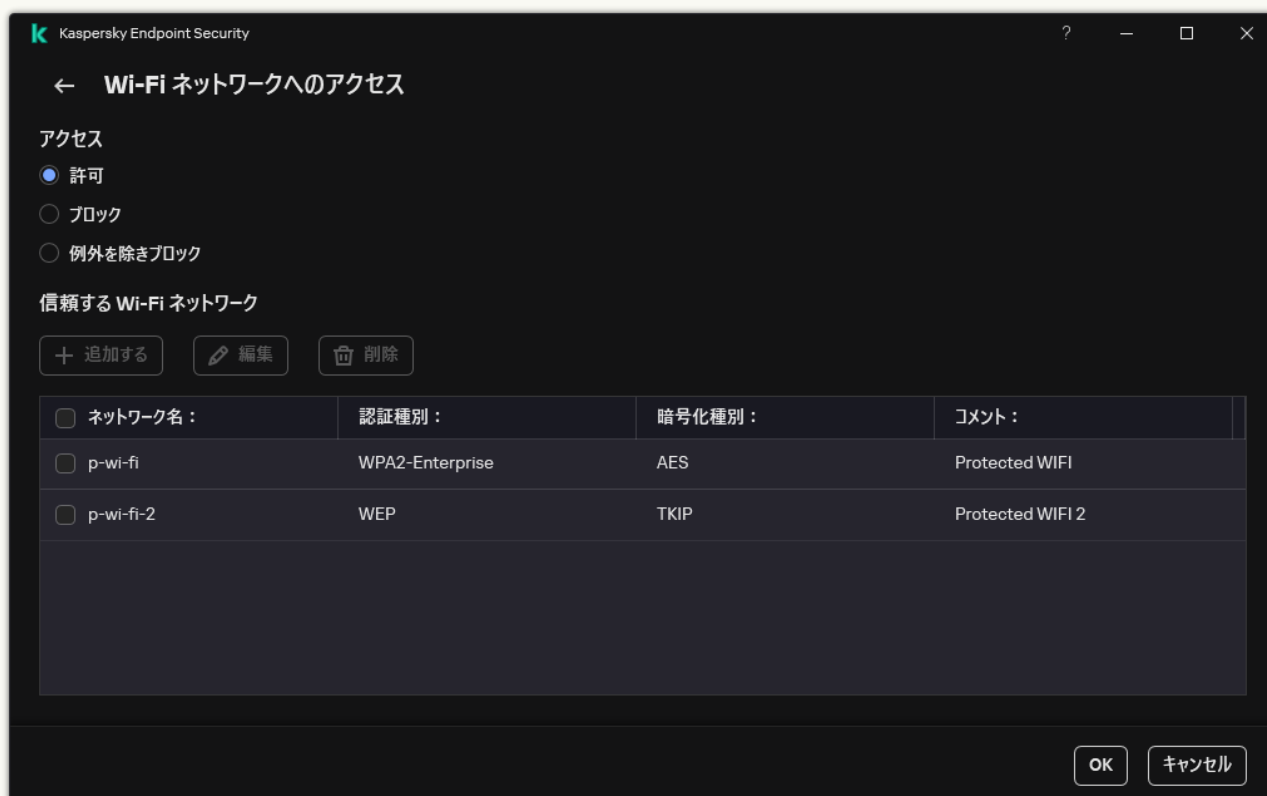 Kaspersky Endpoint Security
Wi-Fi ネットワークへのアクセス
アクセス
許可
ブロック
例外を除きブロック
信頼する Wi-Fi ネットワーク
追加する 編集 削除
ネットワーク名： 認証種別： 暗号化種別： コメント：
p-wi-fi WPA2-Enterprise AES Protected WIFI
p-wi-fi-2 WEP TKIP Protected WIFI 2
OK キャンセル